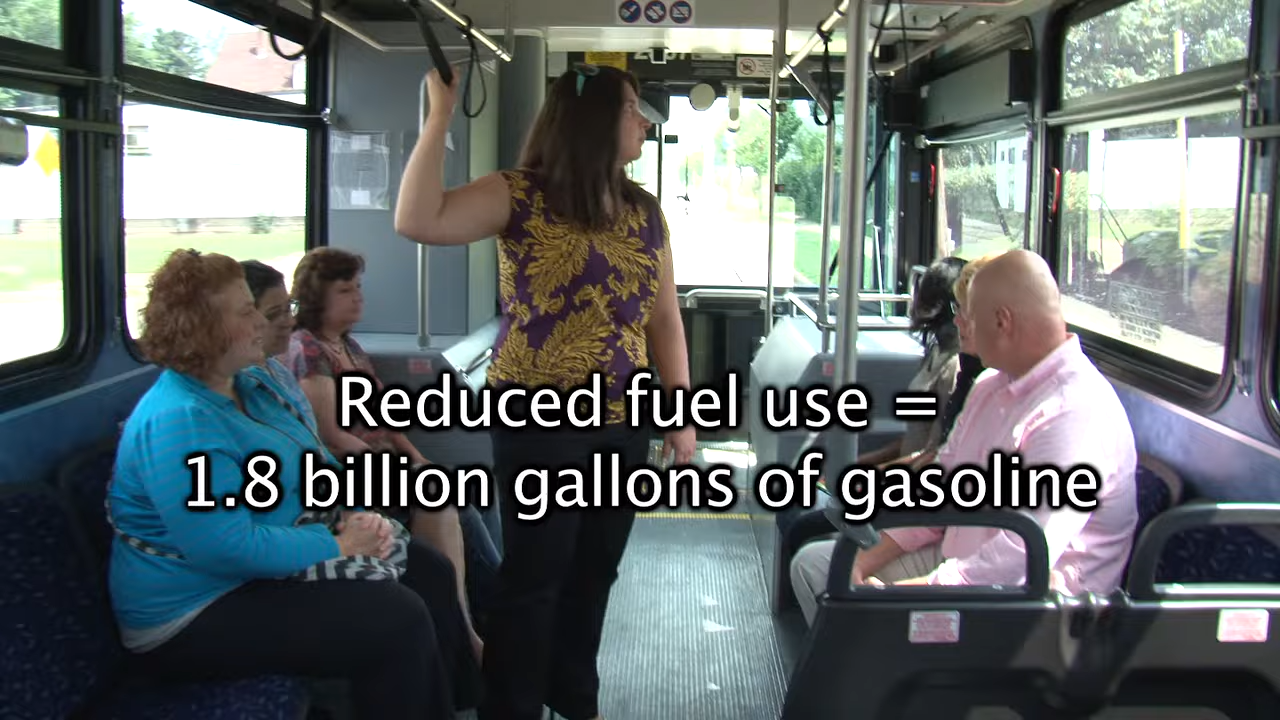 Reduced fuel use =
1.8 billion gallons of gasoline